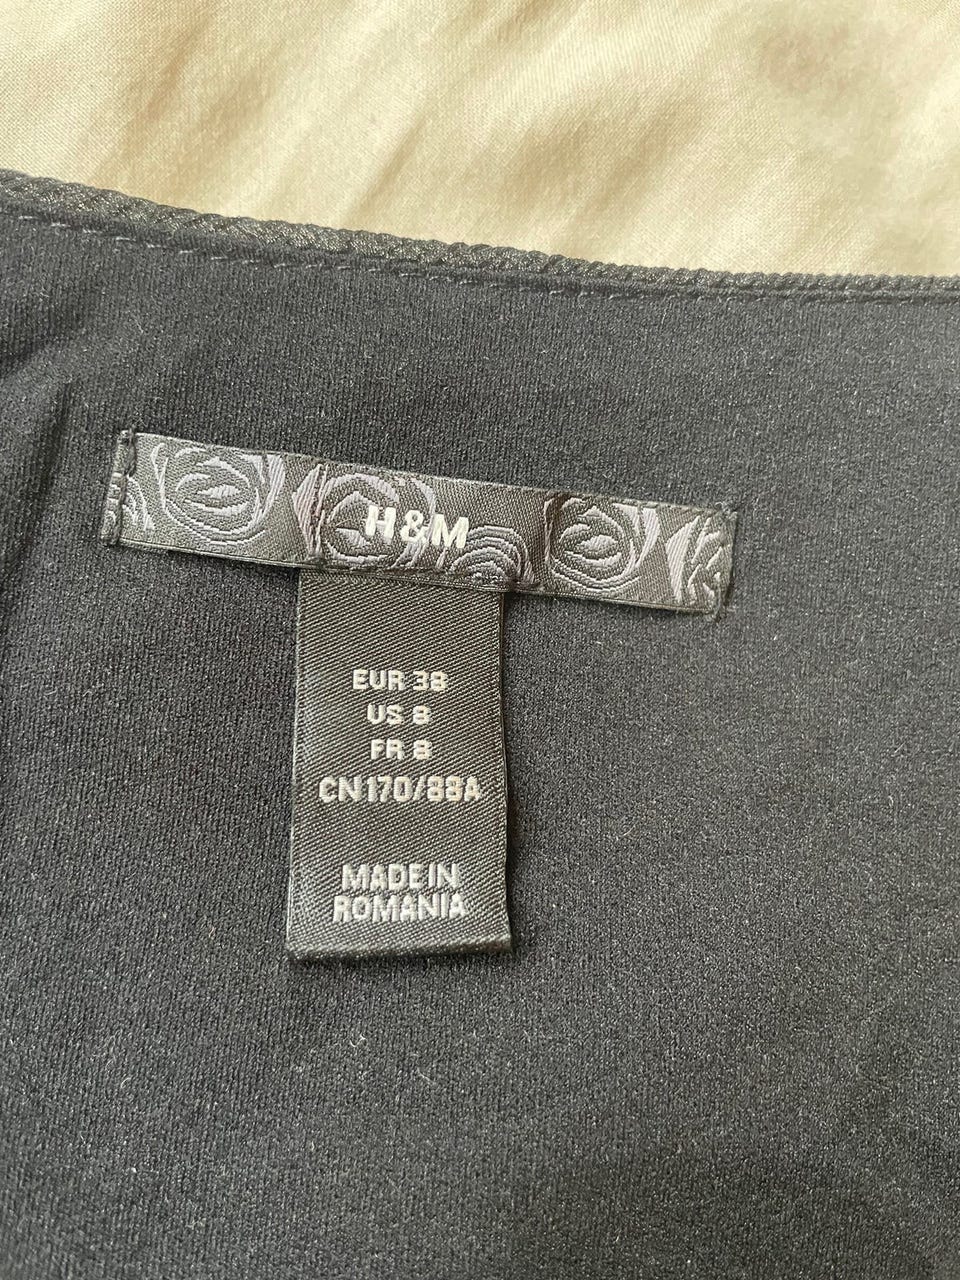 H&M
EUR 38
US 8
FR 8
CN170/88A
MADE IN
ROMANIA